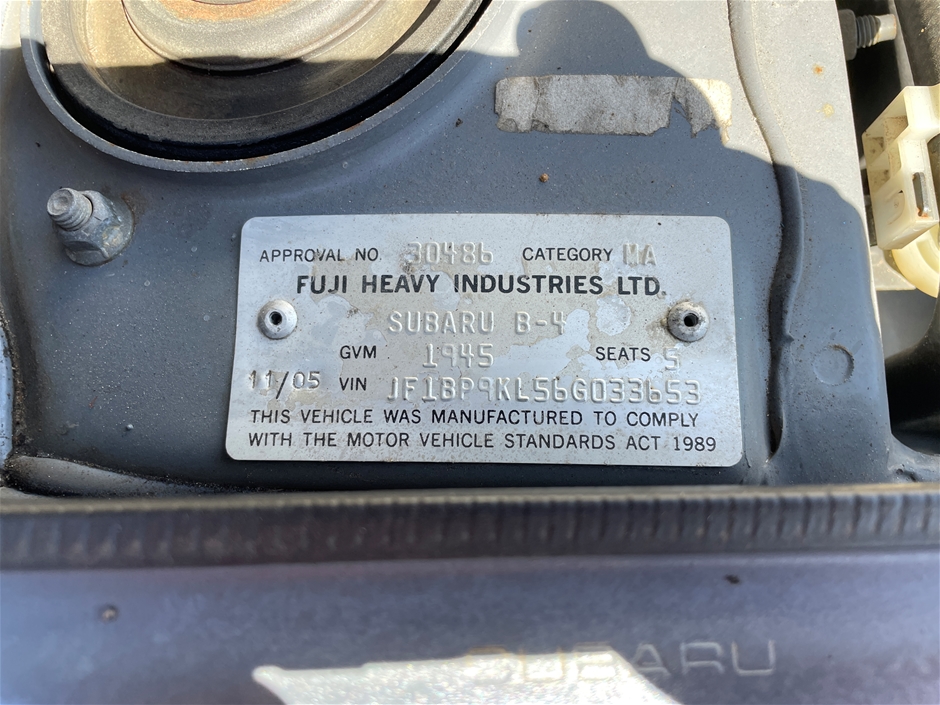 APPROVAL NO. 30486 CATEGORY MA
FUJI HEAVY INDUSTRIES LTD.
SUBARU B-4
GVM 1945 SEATS 5
11/05 VIN JF1BP9KL56G033653
THIS VEHICLE WAS MANUFACTURED TO COMPLY
WITH THE MOTOR VEHICLE STANDARDS ACT 1989
SUBARU